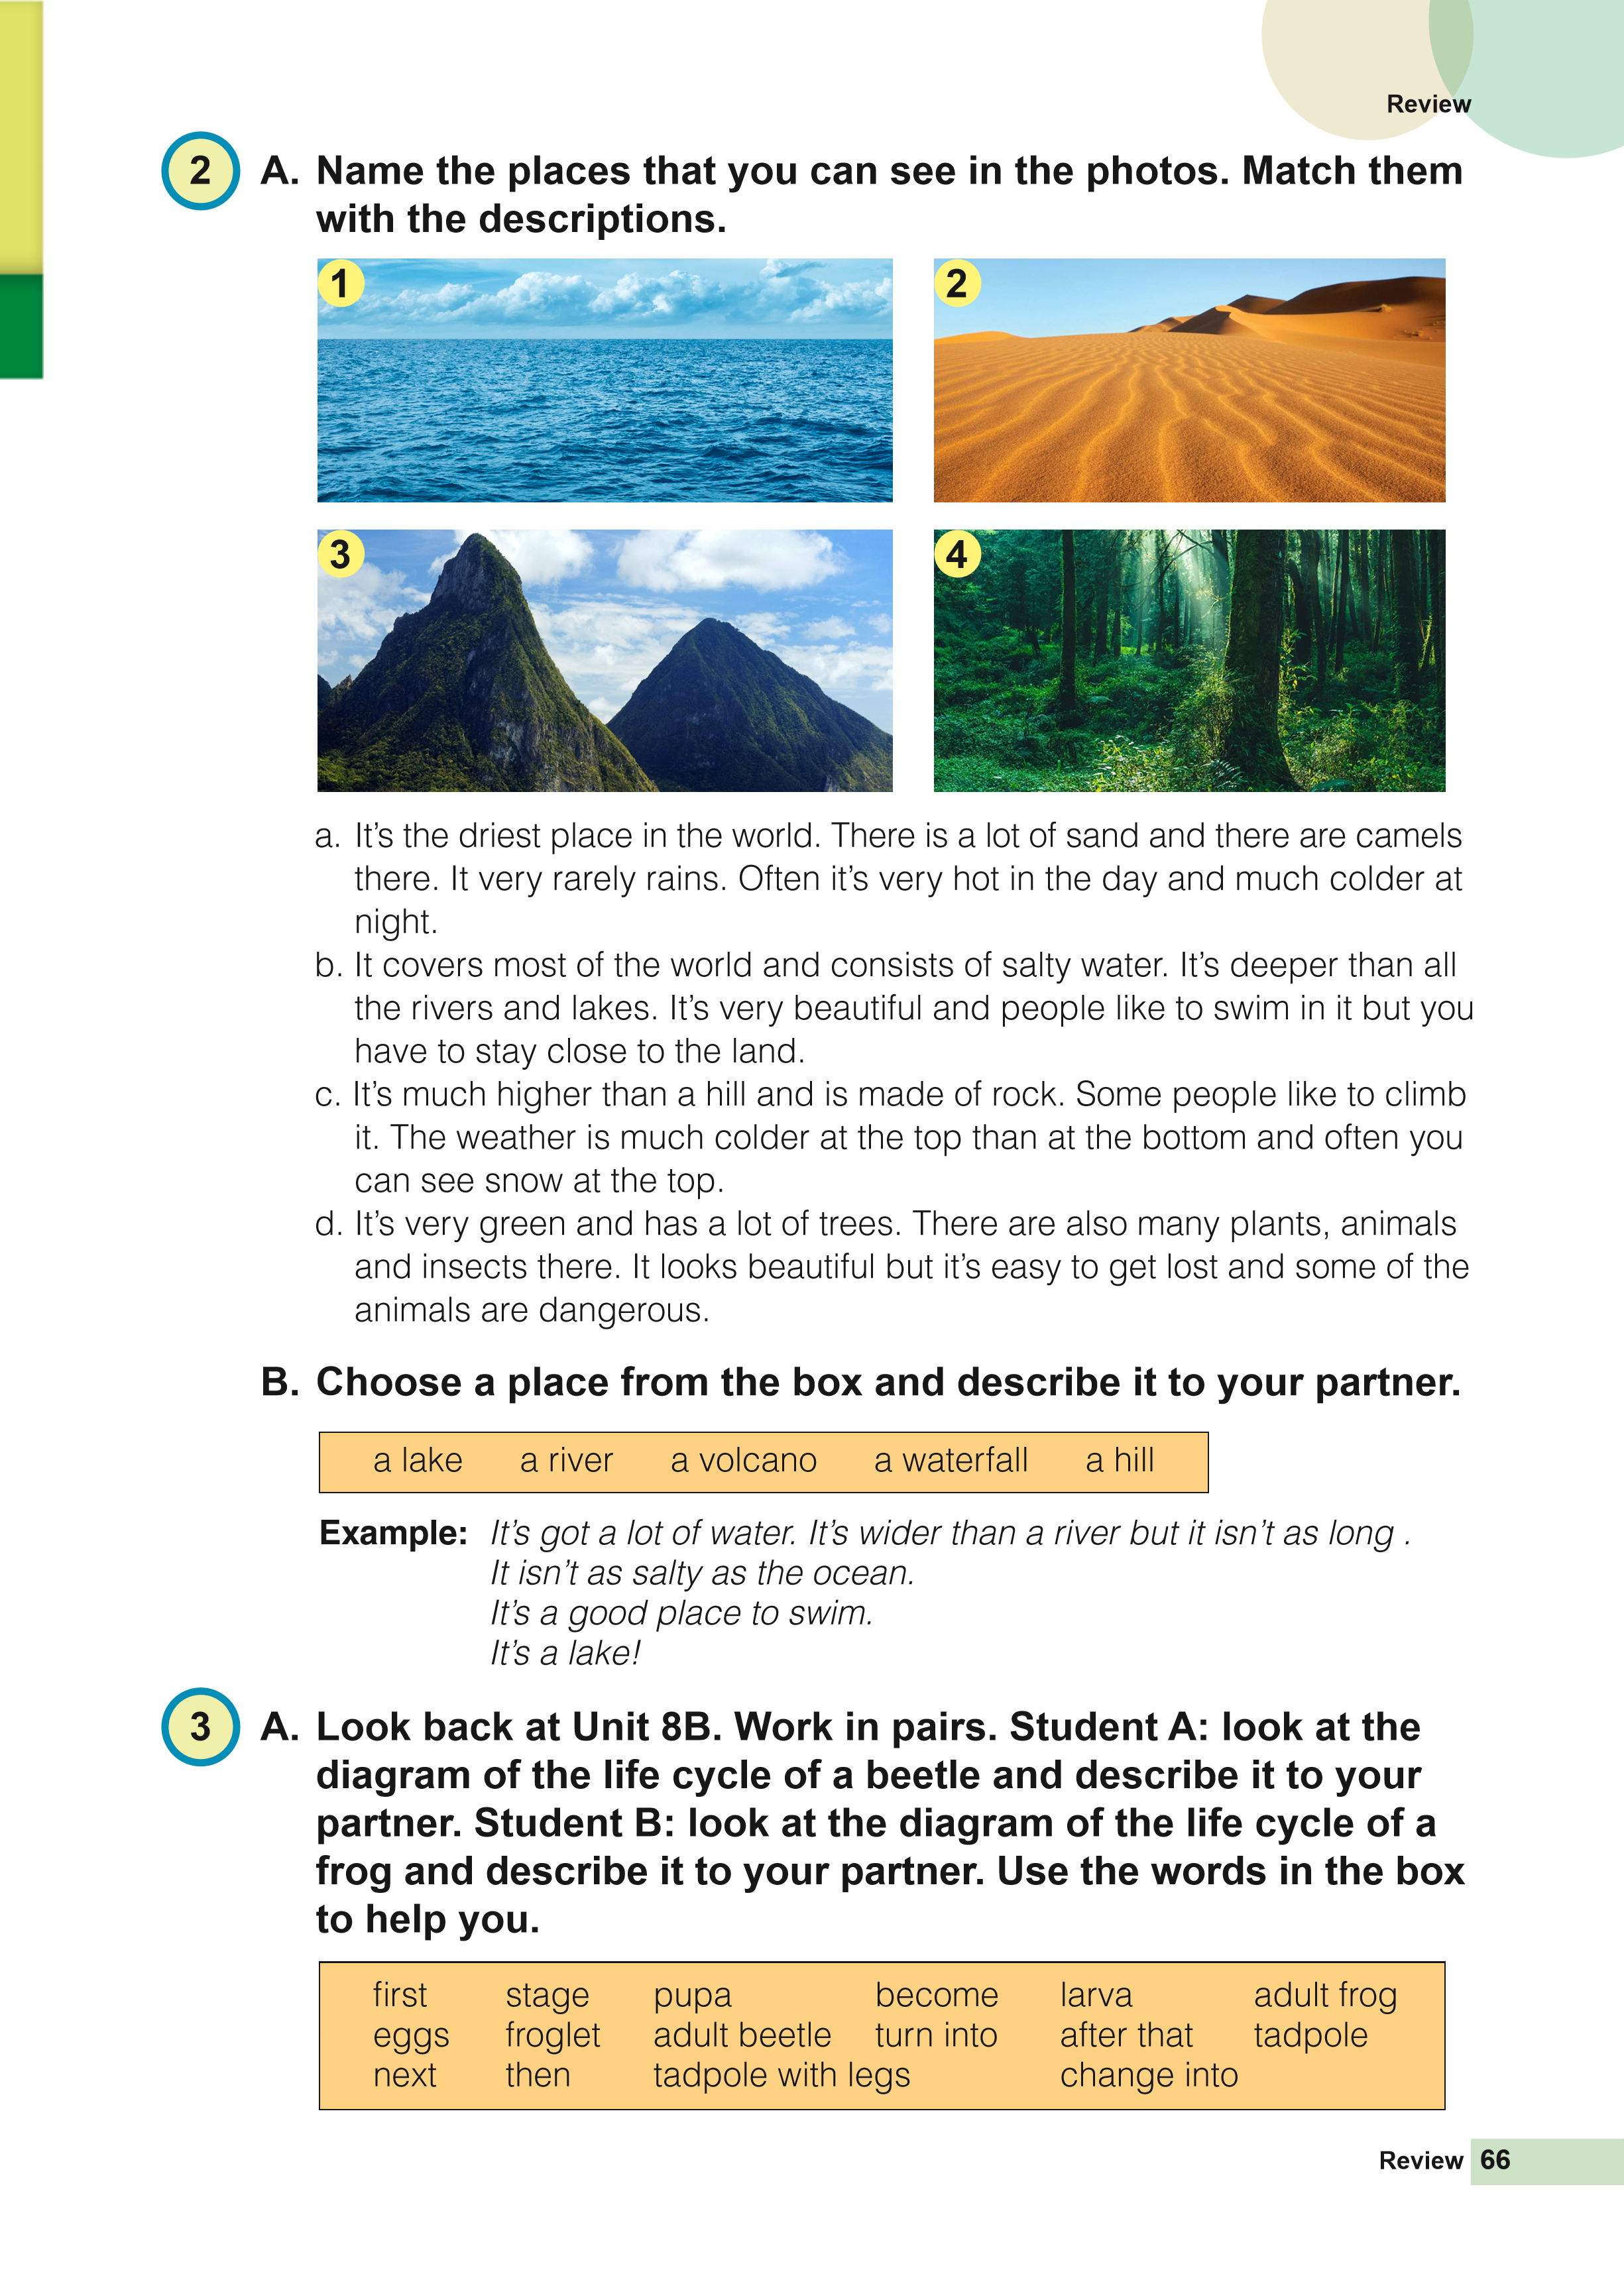 Review
2 A. Name the places that you can see in the photos. Match them
with the descriptions.
1
2
3
4
a. It’s the driest place in the world. There is a lot of sand and there are camels
there. It very rarely rains. Often it’s very hot in the day and much colder at
night.
b. It covers most of the world and consists of salty water. It’s deeper than all
the rivers and lakes. It’s very beautiful and people like to swim in it but you
have to stay close to the land.
c. It’s much higher than a hill and is made of rock. Some people like to climb
it. The weather is much colder at the top than at the bottom and often you
can see snow at the top.
d. It’s very green and has a lot of trees. There are also many plants, animals
and insects there. It looks beautiful but it’s easy to get lost and some of the
animals are dangerous.
B. Choose a place from the box and describe it to your partner.
a lake a river a volcano a waterfall a hill
Example: It’s got a lot of water. It’s wider than a river but it isn’t as long .
It isn’t as salty as the ocean.
It’s a good place to swim.
It’s a lake!
3 A. Look back at Unit 8B. Work in pairs. Student A: look at the
diagram of the life cycle of a beetle and describe it to your
partner. Student B: look at the diagram of the life cycle of a
frog and describe it to your partner. Use the words in the box
to help you.
first stage pupa become larva adult frog
eggs froglet adult beetle turn into after that tadpole
next then tadpole with legs change into
Review 66